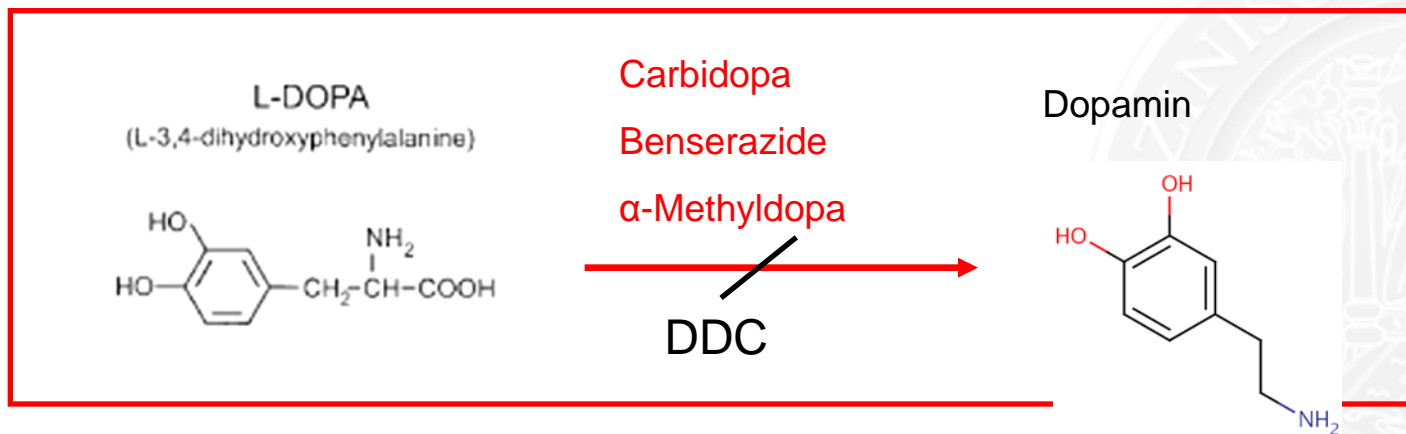 L-DOPA
(L-3,4-dihydroxyphenylalanine)
HO
HO
NH2
CH2-CH-COOH
Carbidopa
Benserazide
α-Methyldopa
DDC
Dopamin
OH
HO
NH2